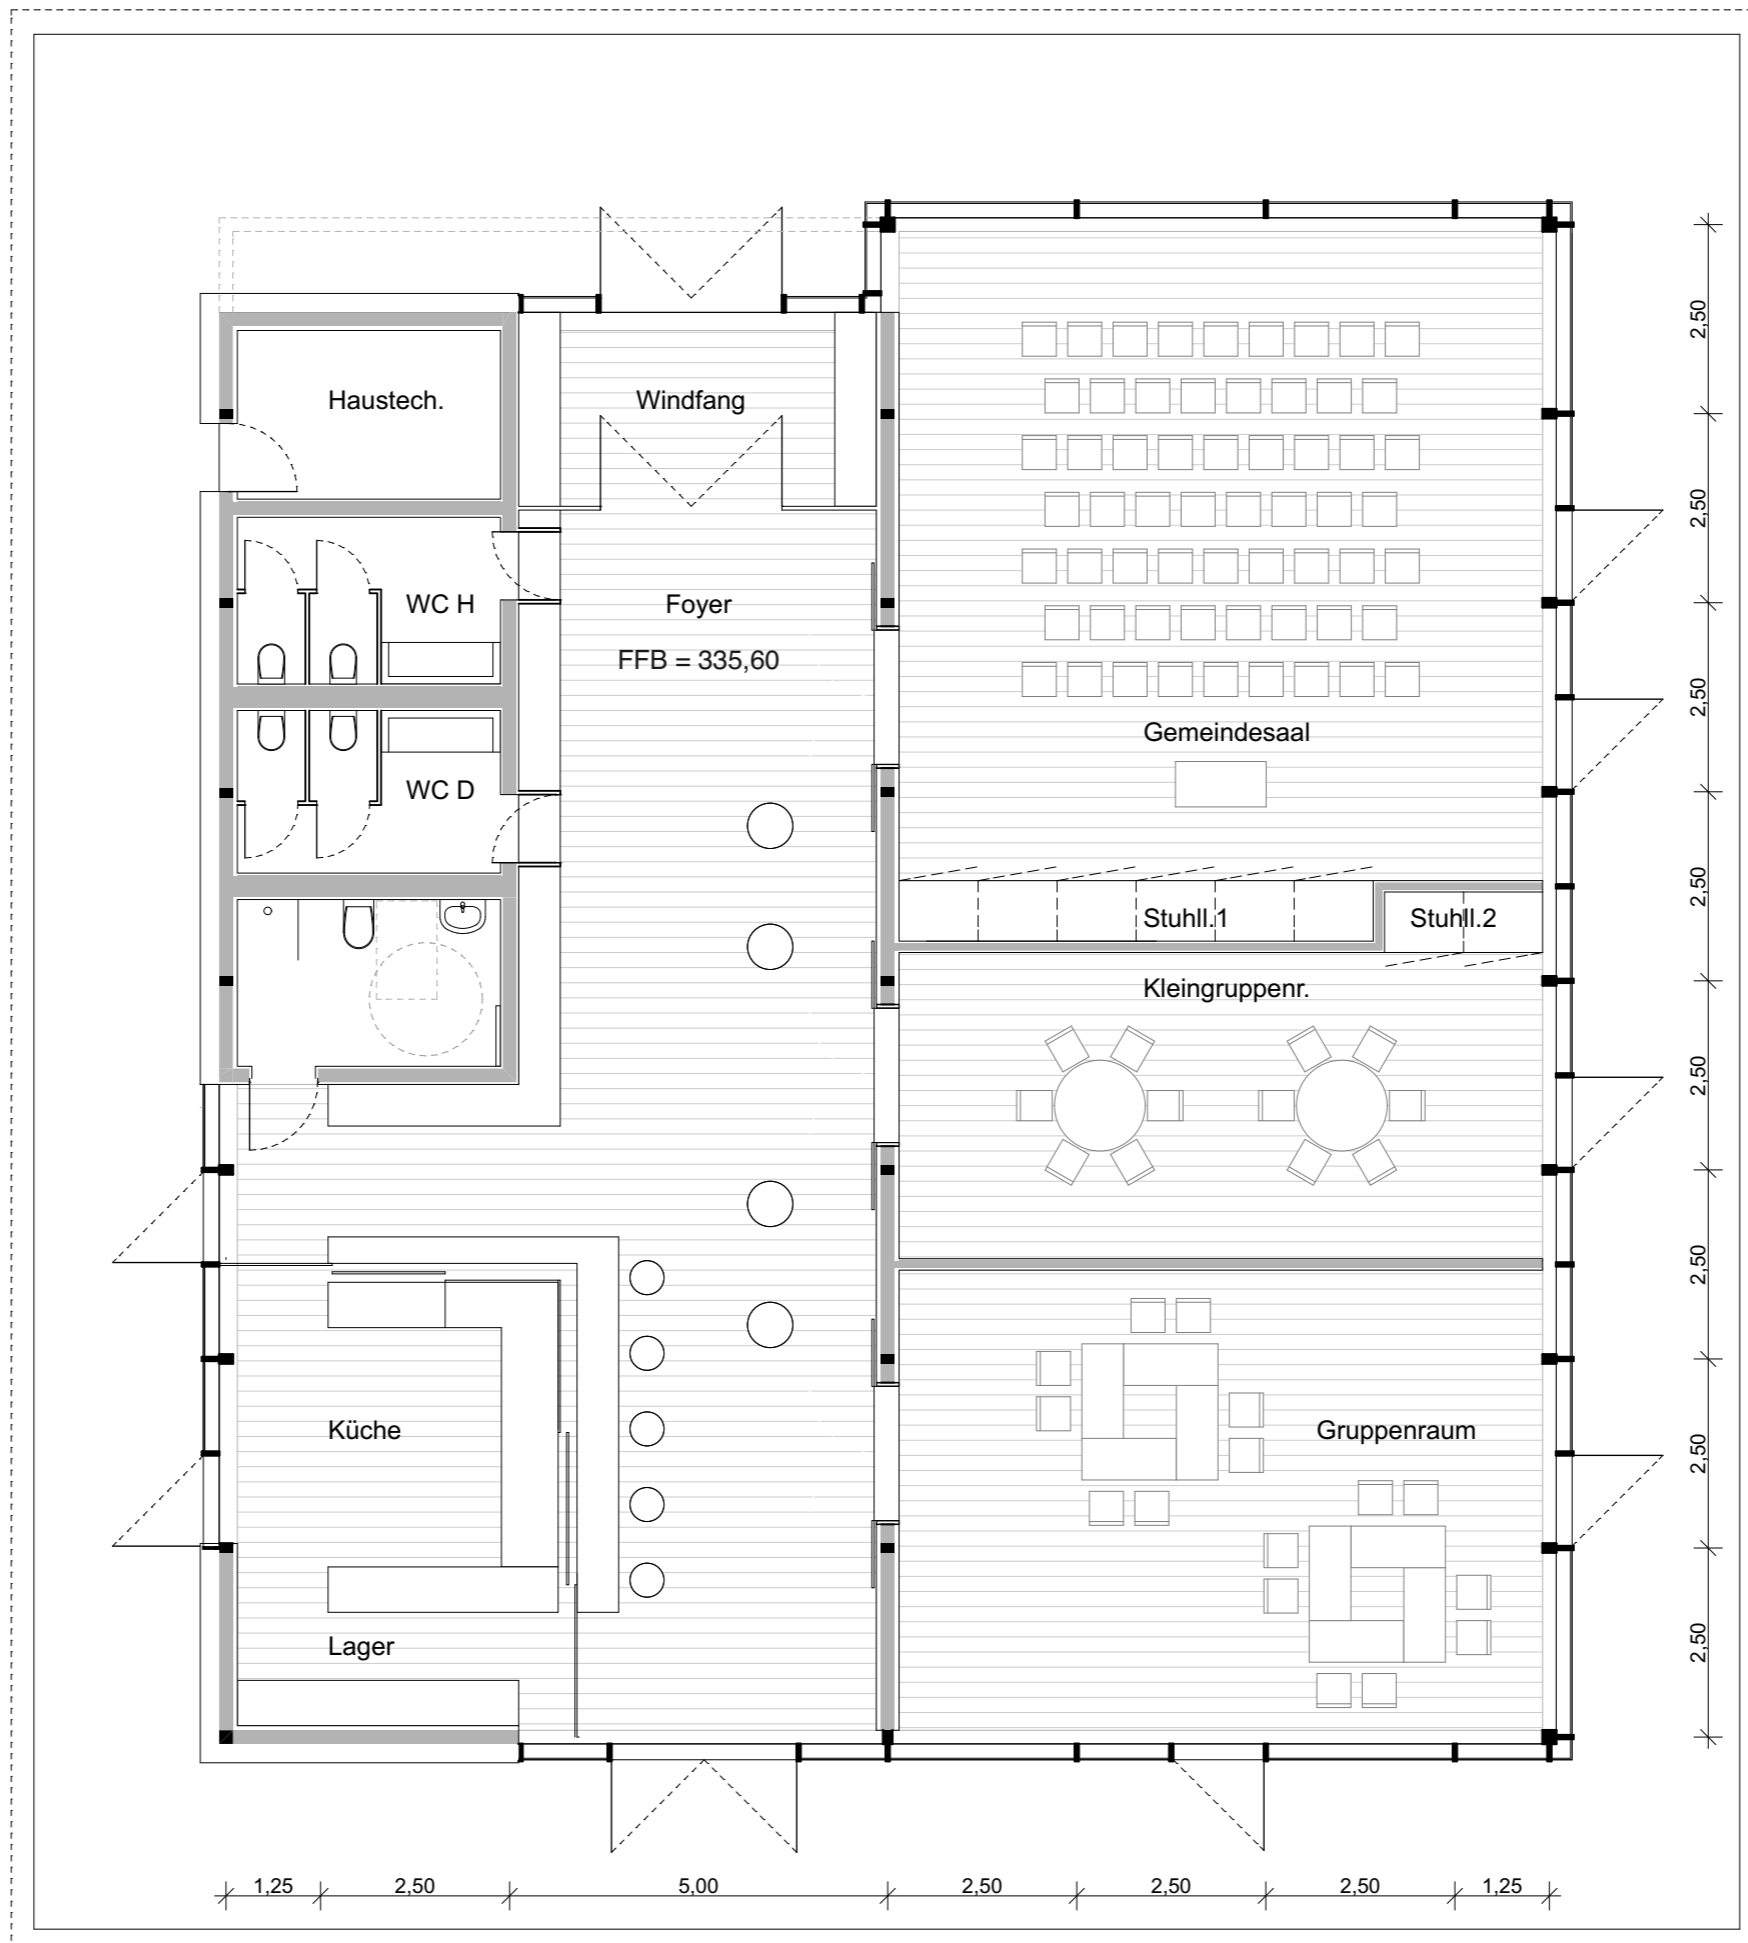 Haustech.
Windfang
2,50
2,50
WC H
Foyer
FFB = 335,60
2,50
Gemeindesaal
WC D
2,50
Stuhll.1
Stuhll.2
Kleingruppenr.
2,50
2,50
Küche
Gruppenraum
2,50
Lager
2,50
1,25
2,50
5,00
2,50
2,50
2,50
1,25